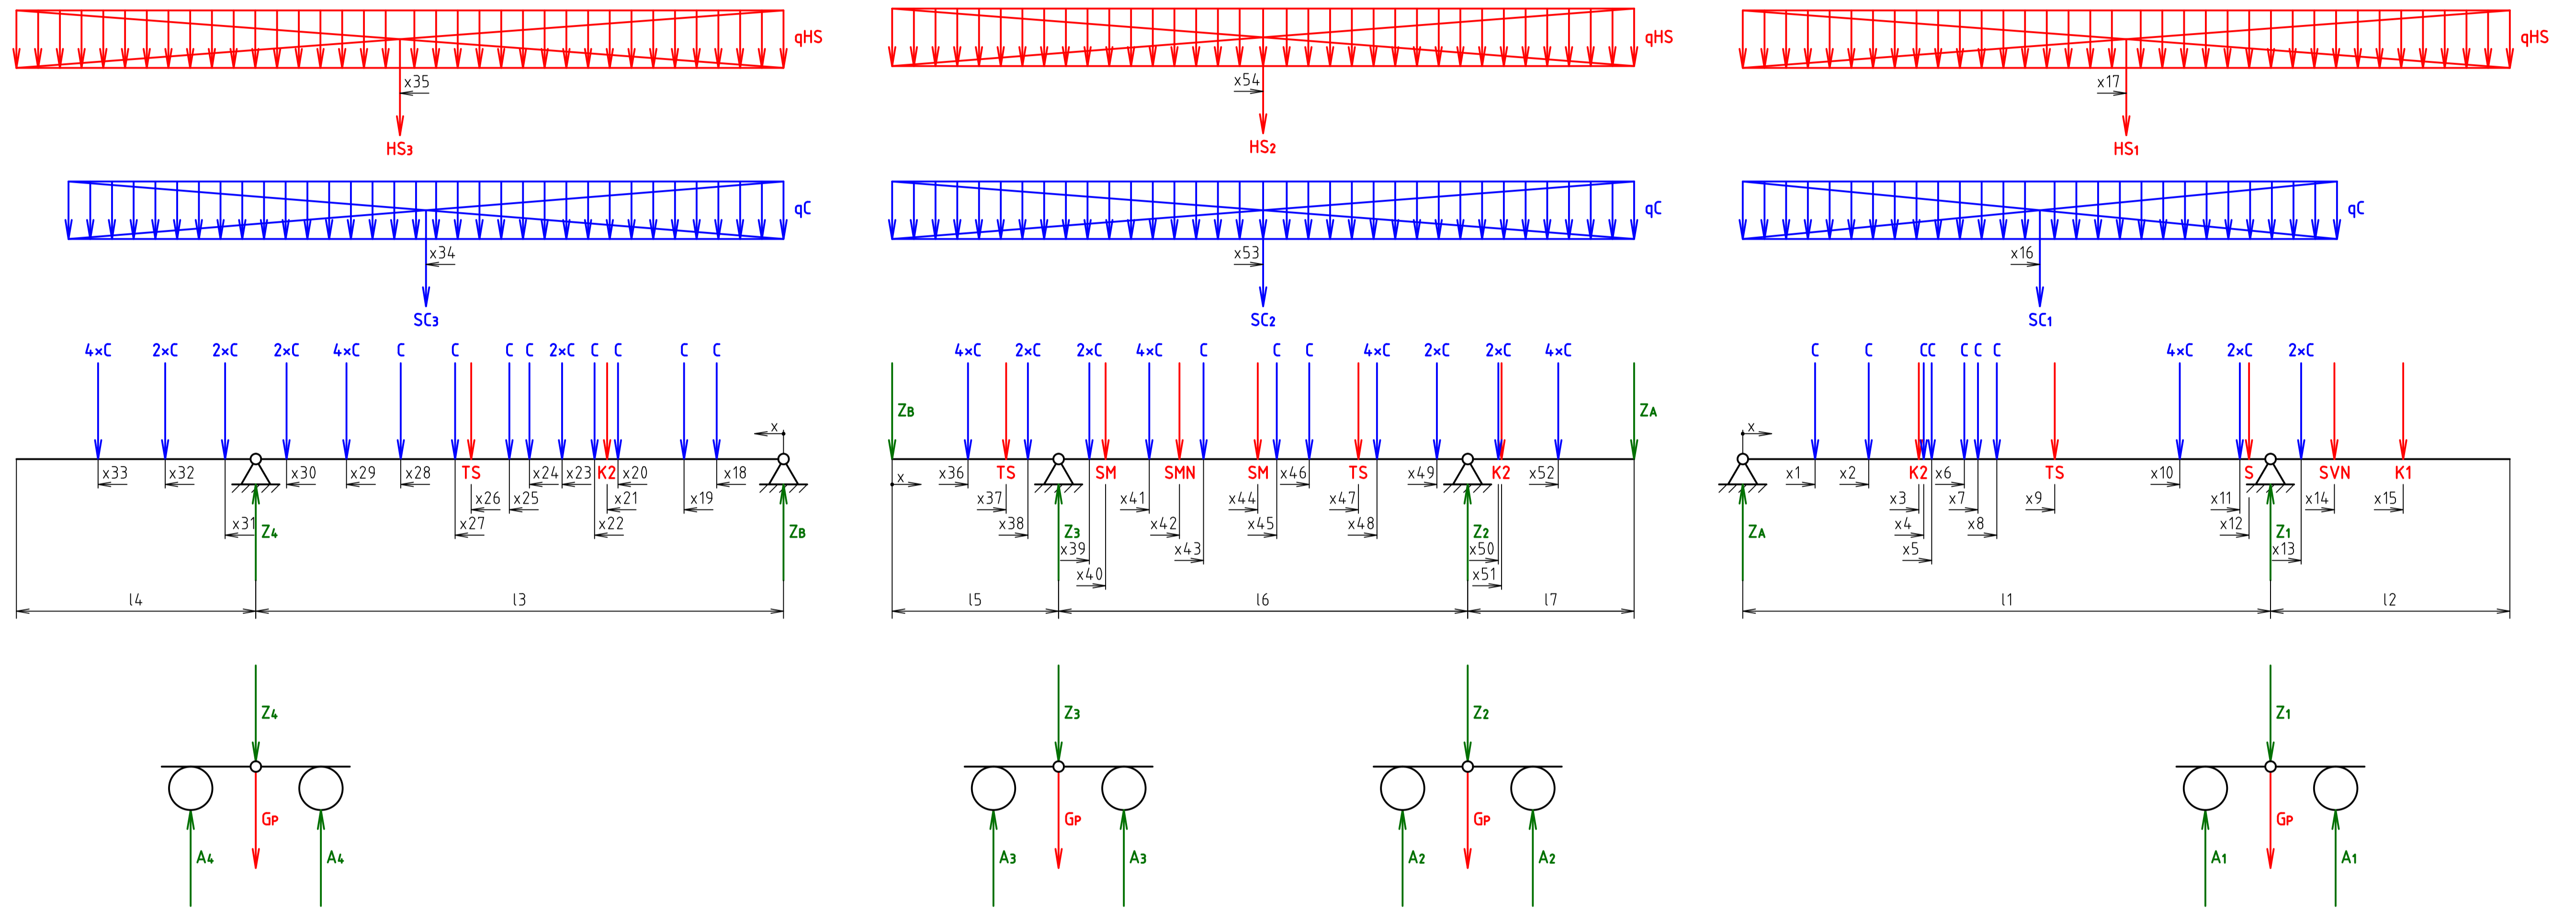 qHS qHS qHS
x35 x54 x17
HS3 HS2 HS1
qC qC qC
x34 x53 x16
SC3 SC2 SC1
4×C 2×C 2×C 2×C 4×C C C C C 2×C C C C C
4×C 2×C 2×C 4×C C C C 4×C 2×C 2×C 4×C
C C C C C C C 4×C 2×C 2×C
ZB ZA
x x
x33 x32 x30 x29 x28 TS x24 x23 K2 x20 x18
x36 TS SM SMN SM x46 TS x49 K2 x52
x1 x2 K2 x6 TS x10 S SVN K1
x
x26 x25 x21 x19
x37 x41 x44 x47
x3 x7 x9 x11 x14 x15
x31 Z4 x27 x22 ZB
x38 Z3 x42 x45 x48 Z2
ZA x4 x8 x12 Z1
x39 x43 x50 x5 x13
x40 x51
l4 l3 l5 l6 l7 l1 l2
Z4 Z3 Z2 Z1
GP GP GP GP
A4 A4 A3 A3 A2 A2 A1 A1